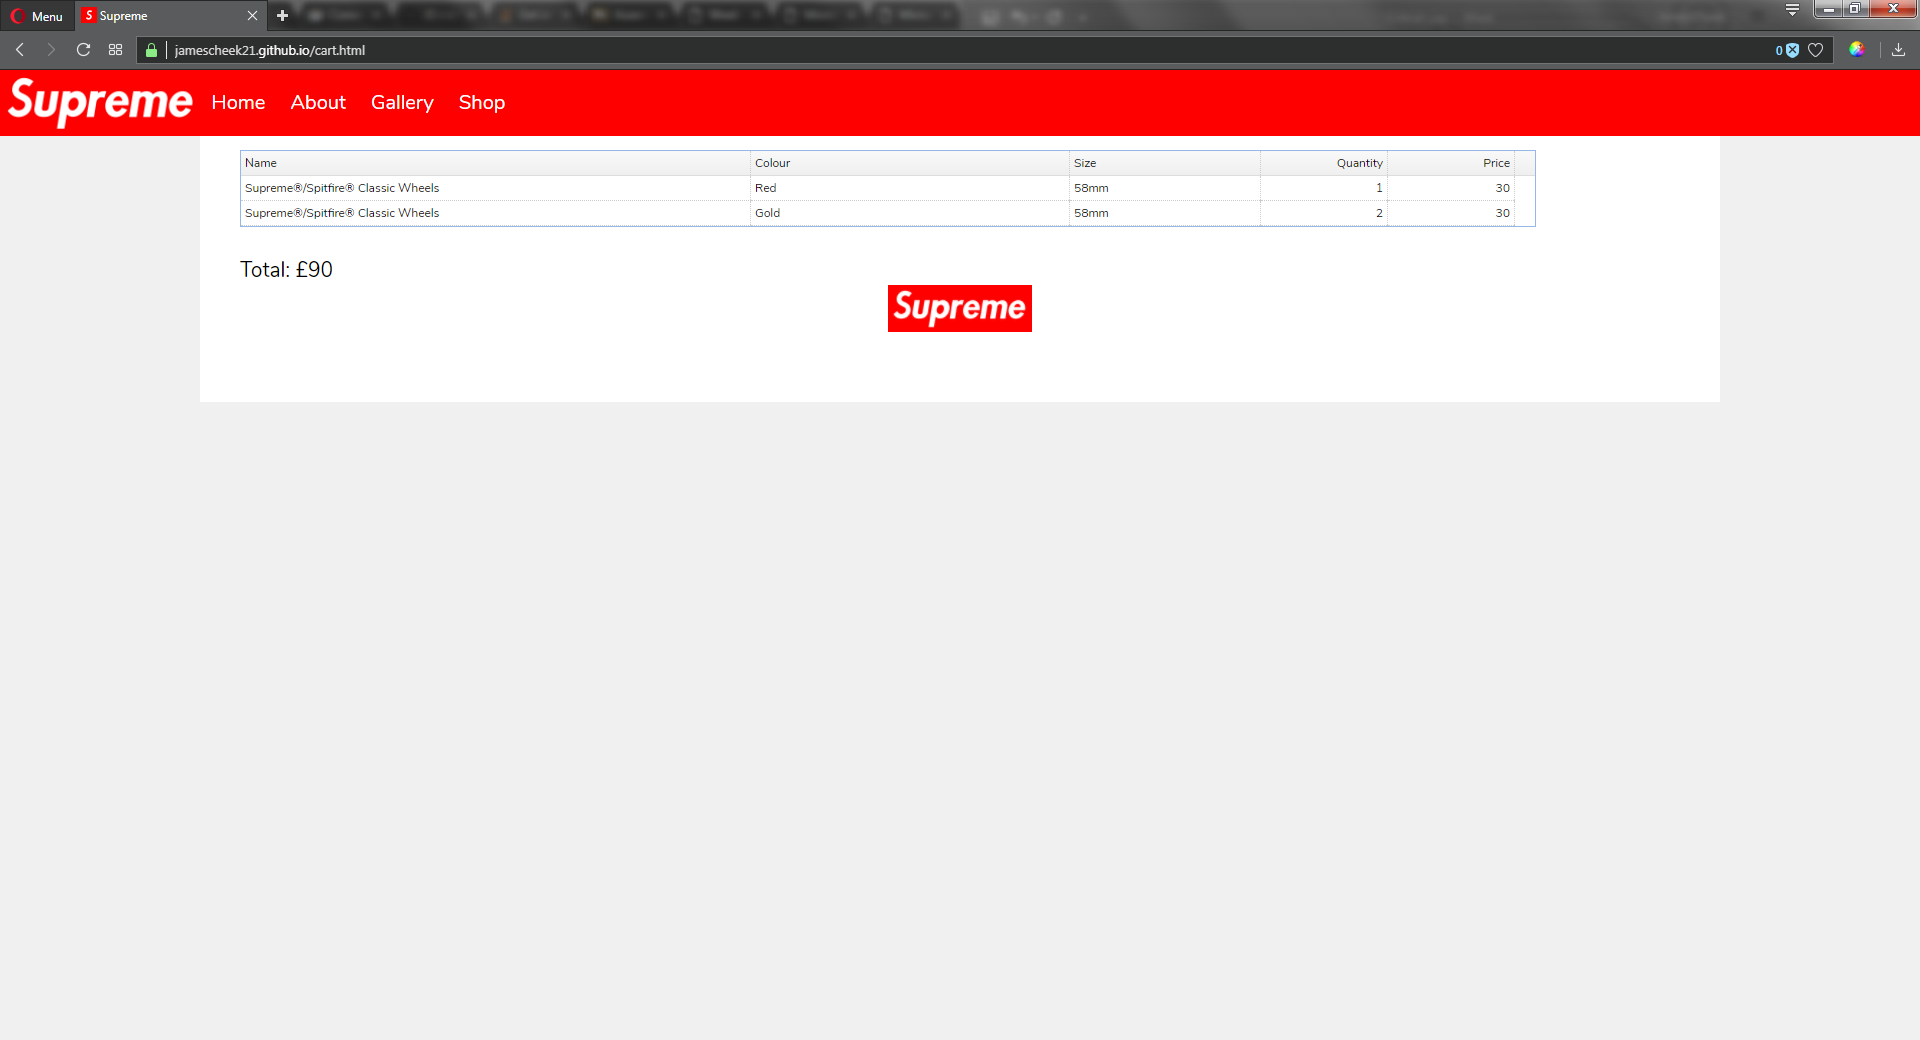 Menu
Supreme
jamescheek21.github.io/cart.html
0
Supreme Home About Gallery Shop
Name Colour Size Quantity Price
Supreme®/Spitfire® Classic Wheels Red 58mm 1 30
Supreme®/Spitfire® Classic Wheels Gold 58mm 2 30
Total: £90
Supreme